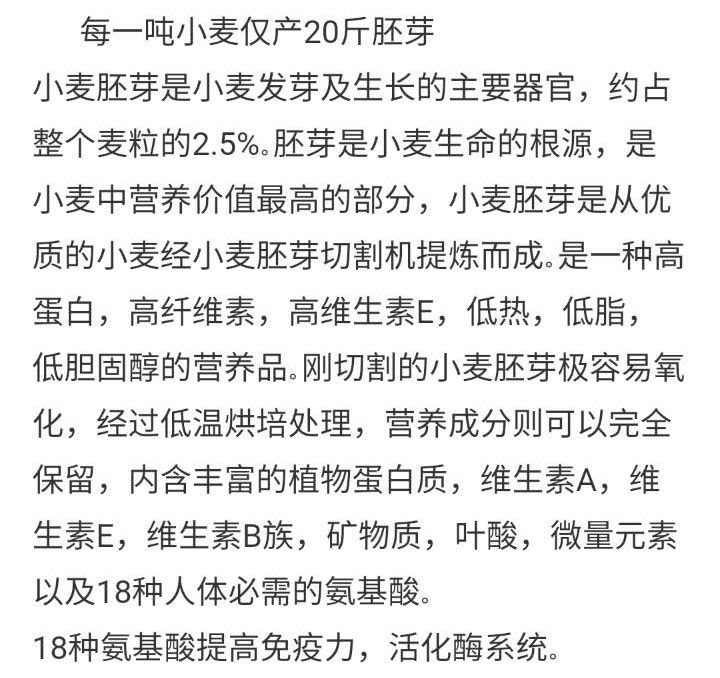 每一吨小麦仅产20斤胚芽
小麦胚芽是小麦发芽及生长的主要器官，约占
整个麦粒的2.5%。胚芽是小麦生命的根源，是
小麦中营养价值最高的部分，小麦胚芽是从优
质的小麦经小麦胚芽切割机提炼而成。是一种高
蛋白，高纤维素，高维生素E，低热，低脂，
低胆固醇的营养品。刚切割的小麦胚芽极容易氧
化，经过低温烘培处理，营养成分则可以完全
保留，内含丰富的植物蛋白质，维生素A，维
生素E，维生素B族，矿物质，叶酸，微量元素
以及18种人体必需的氨基酸。
18种氨基酸提高免疫力，活化酶系统。